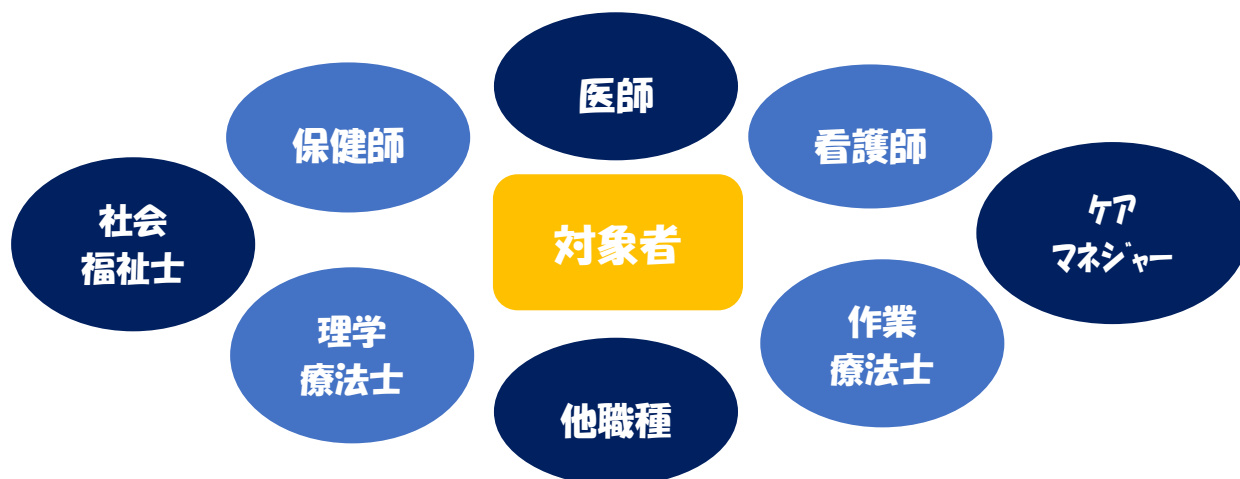 医師
保健師
看護師
社会
福祉士
対象者
ケア
マネジャー
理学
療法士
作業
療法士
他職種